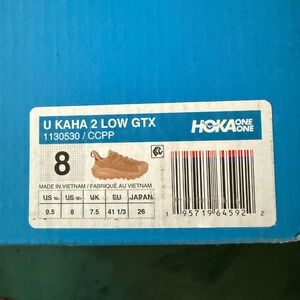 U KAHA 2 LOW GTX
1130530 / CCPP
HOKA ONE ONE
8
MADE IN VIETNAM / FABRIQUÉ AU VIETNAM
US US UK EU JAPAN
9.5 8 7.5 41 1/3 26
1 95719 64592 2